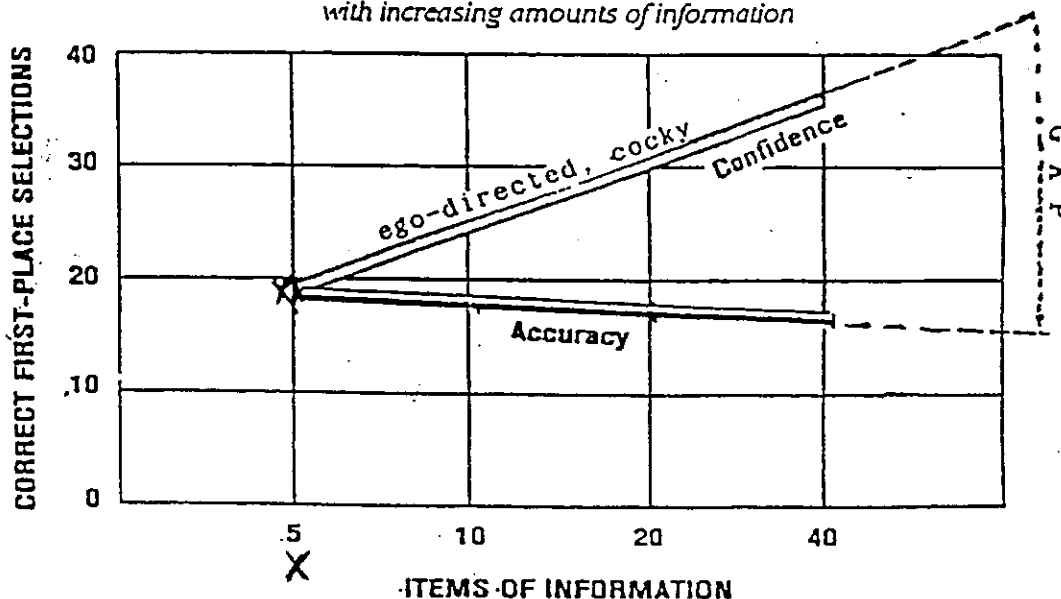 with increasing amounts of information
CORRECT FIRST-PLACE SELECTIONS
40
30
20
10
0
ego-directed, cocky
Confidence
Accuracy
GAP
5
10
20
40
X
ITEMS OF INFORMATION